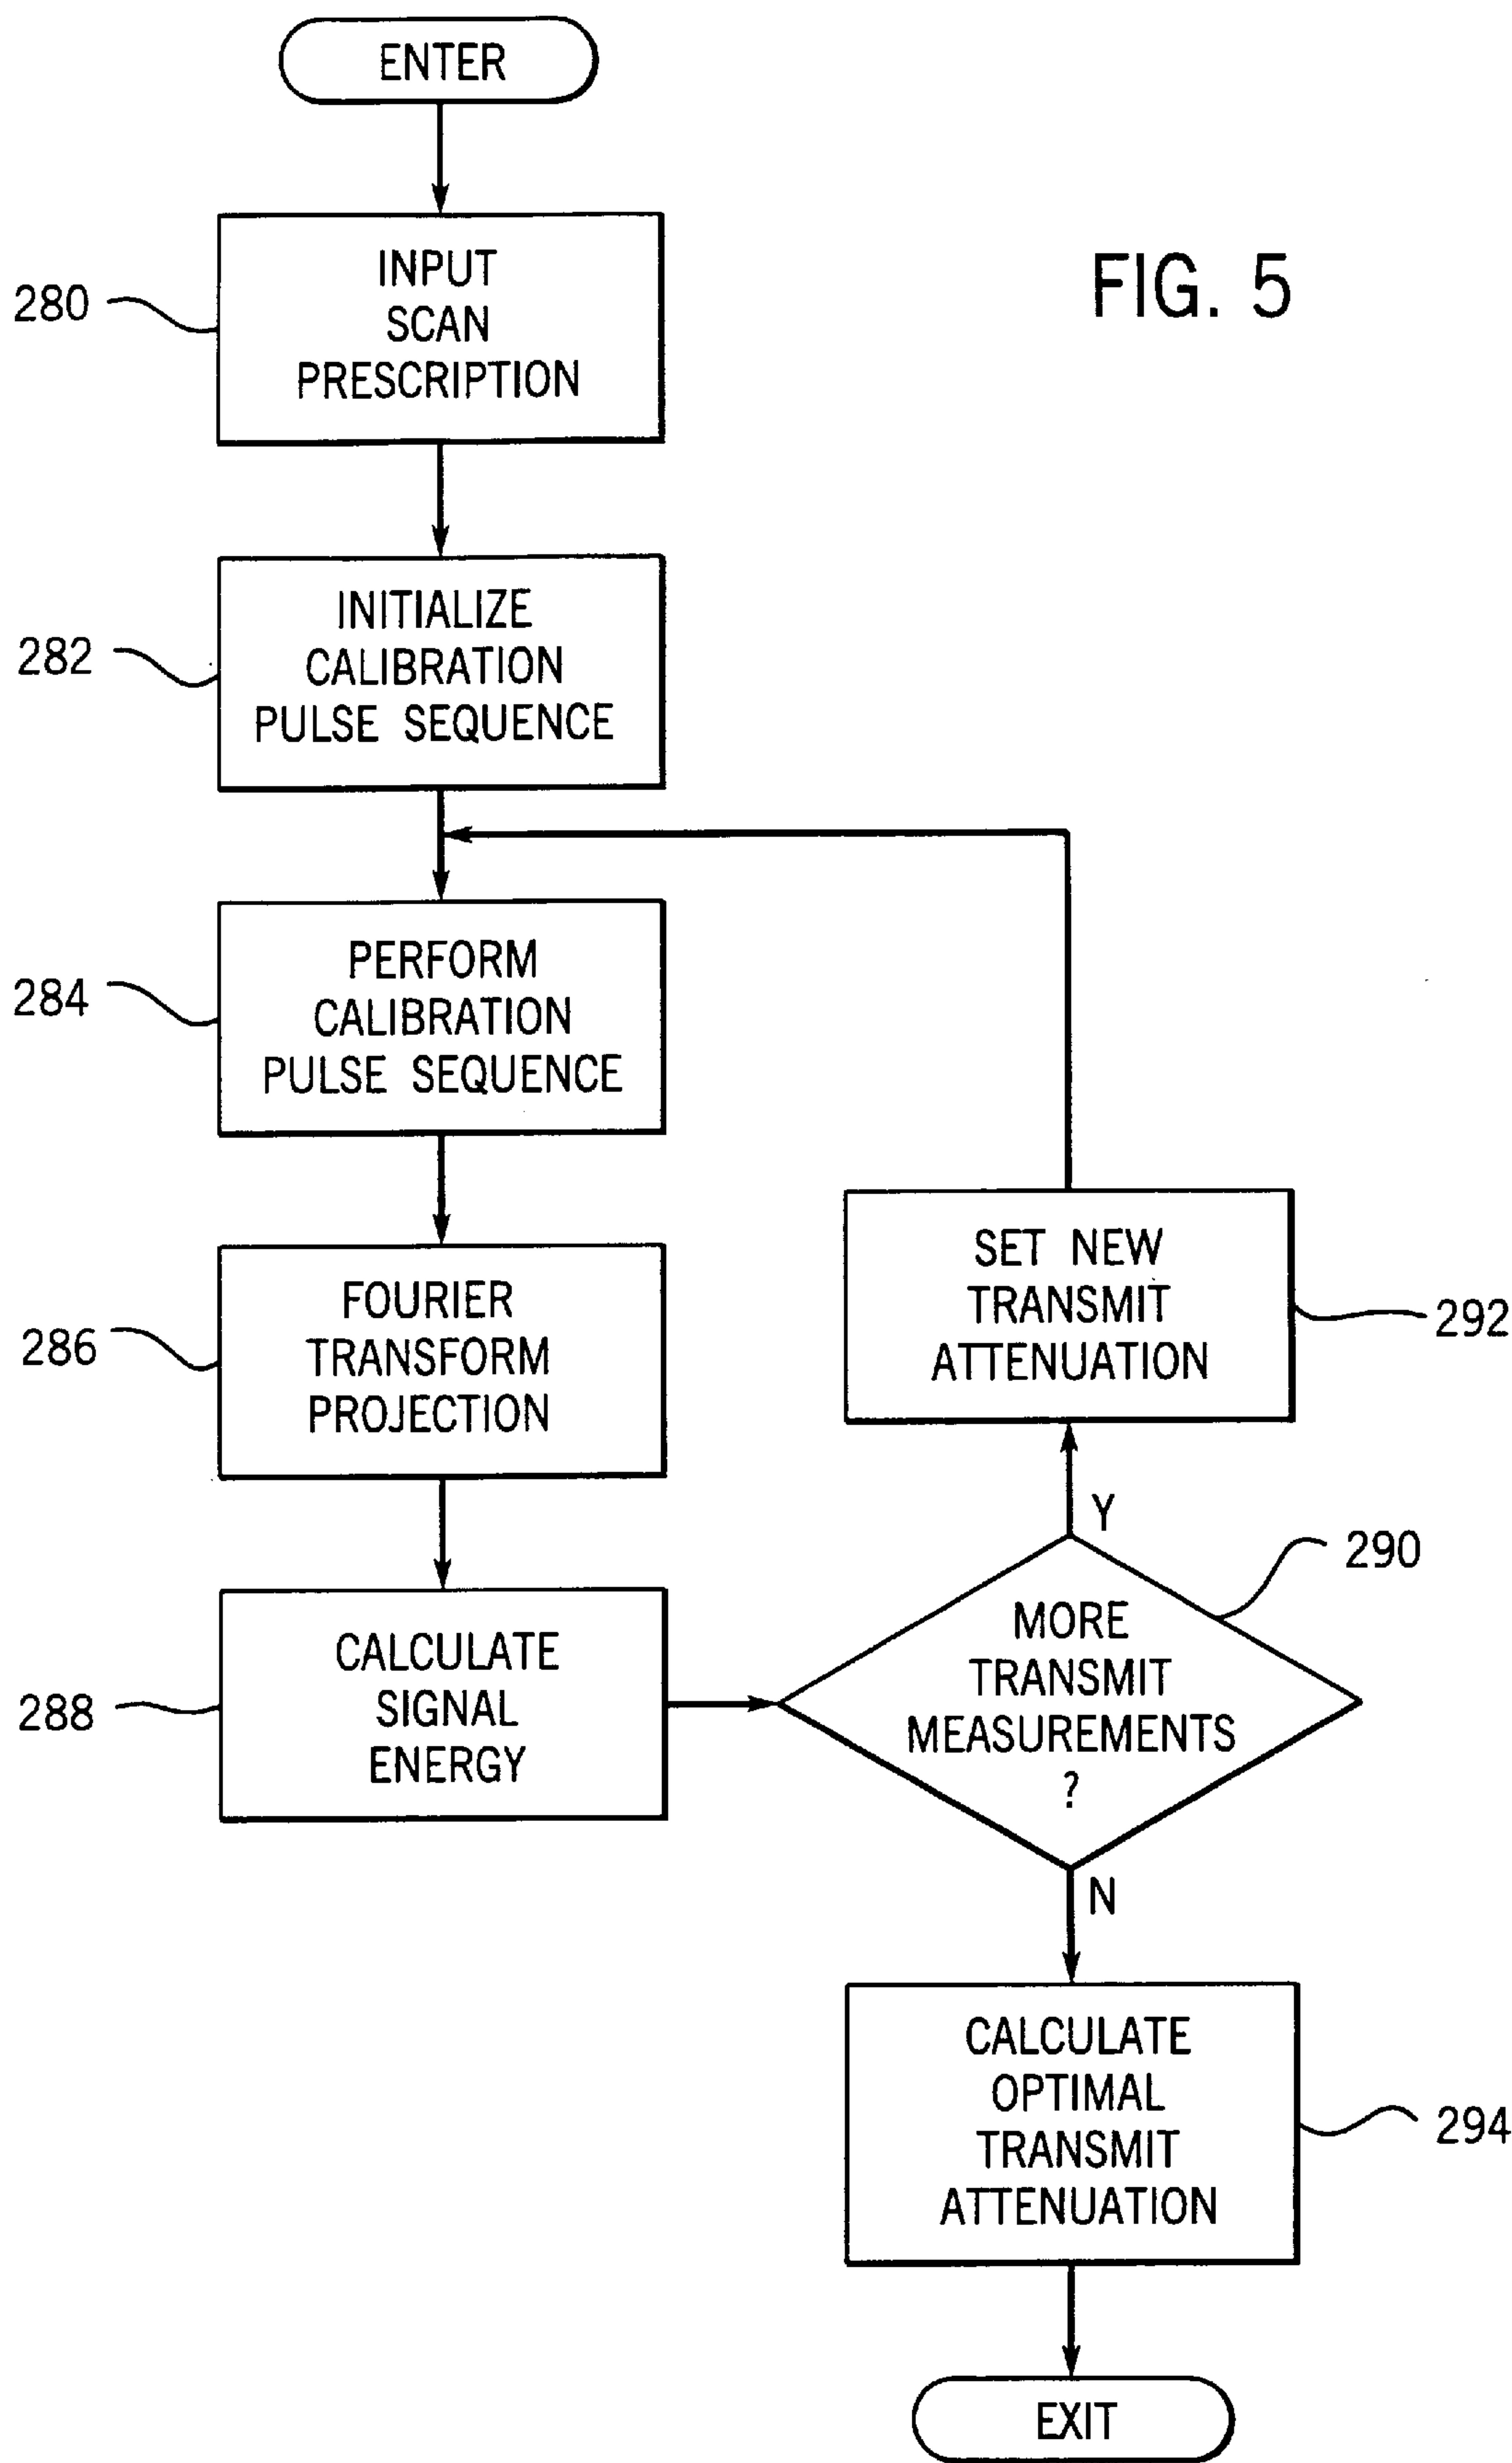 ENTER
FIG. 5
280
INPUT
SCAN
PRESCRIPTION
282
INITIALIZE
CALIBRATION
PULSE SEQUENCE
284
PERFORM
CALIBRATION
PULSE SEQUENCE
286
FOURIER
TRANSFORM
PROJECTION
SET NEW
TRANSMIT
ATTENUATION
292
288
CALCULATE
SIGNAL
ENERGY
Y
290
MORE
TRANSMIT
MEASUREMENTS
?
N
CALCULATE
OPTIMAL
TRANSMIT
ATTENUATION
294
EXIT